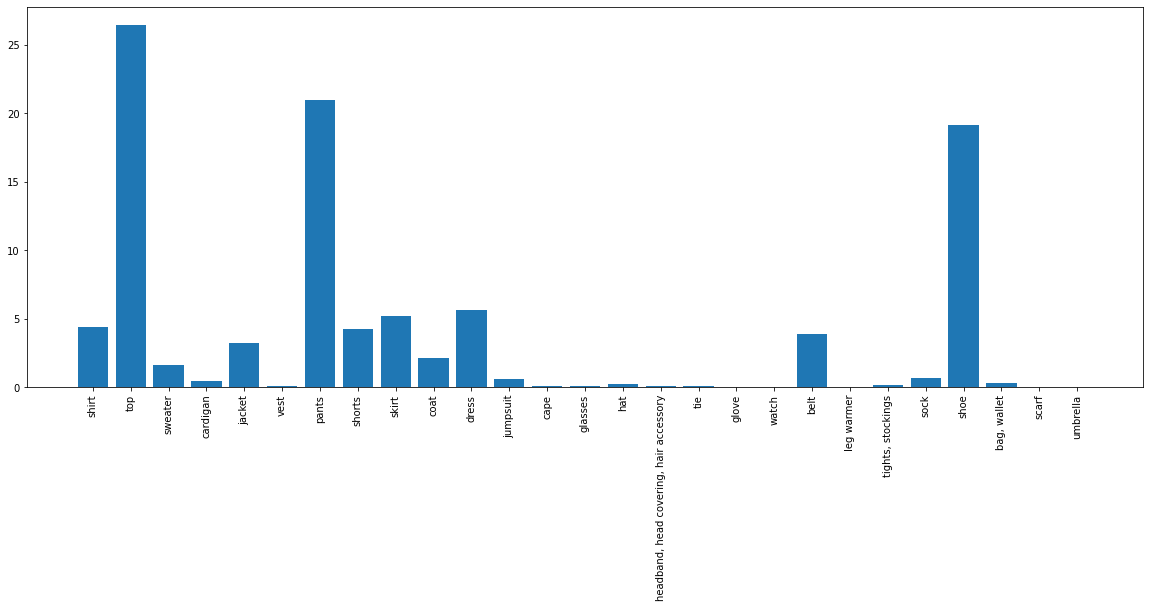 25
20
15
10
5
0
shirt
top
sweater
cardigan
jacket
vest
pants
shorts
skirt
coat
dress
jumpsuit
cape
glasses
hat
headband, head covering, hair accessory
tie
glove
watch
belt
leg warmer
tights, stockings
sock
shoe
bag, wallet
scarf
umbrella